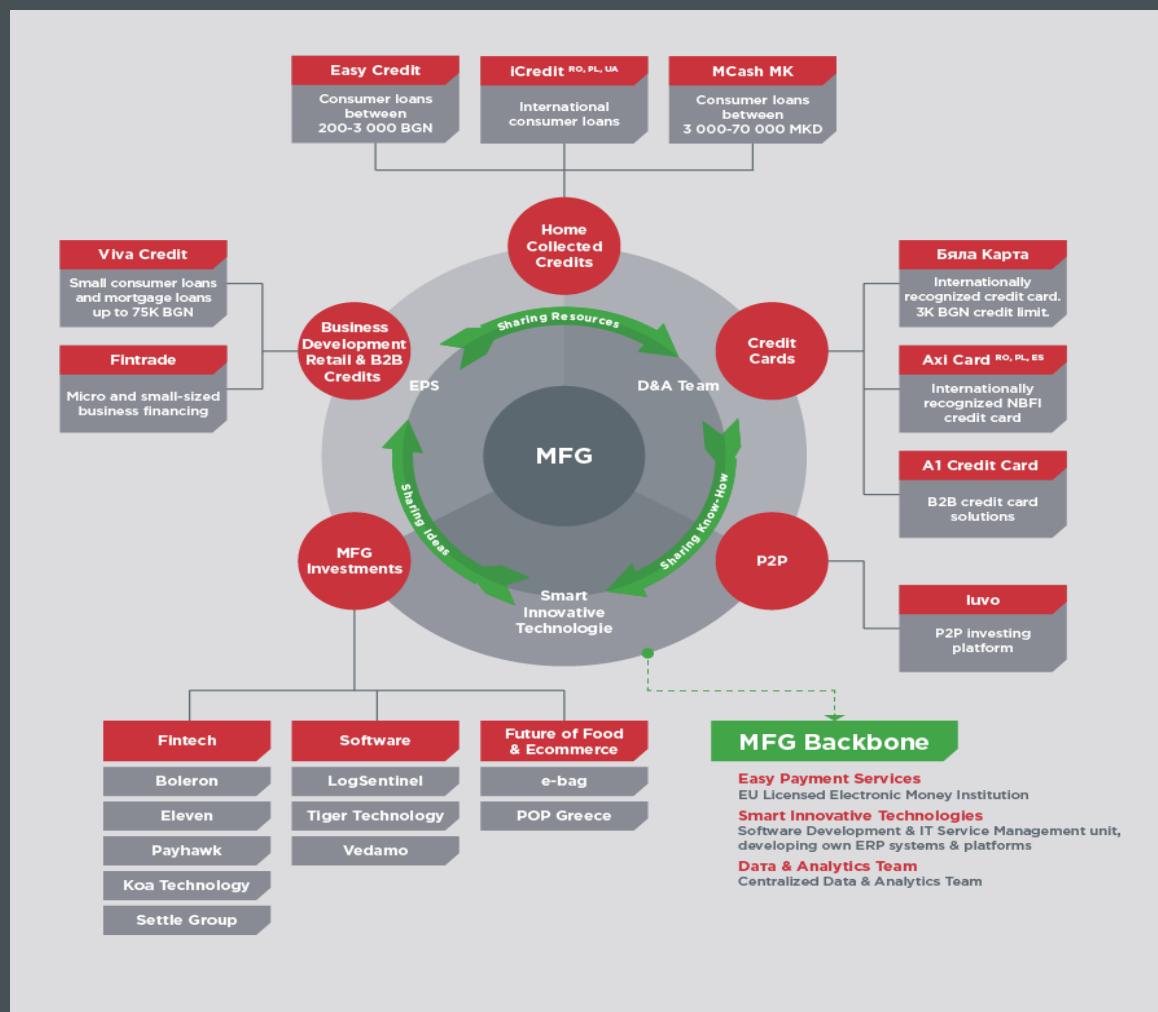 Easy Credit
Consumer loans
between
200-3 000 BGN
iCredit RO, PL, UA
International
consumer loans
MCash MK
Consumer loans
between
3 000-70 000 MKD
Home
Collected
Credits
Viva Credit
Small consumer loans
and mortgage loans
up to 75K BGN
Fintrade
Micro and small-sized
business financing
Business
Development
Retail & B2B
Credits
Sharing Resources
EPS
D&A Team
Credit
Cards
Бяла Карта
Internationally
recognized credit card.
3K BGN credit limit.
Axi Card RO, PL, ES
Internationally
recognized NBFI
credit card
A1 Credit Card
B2B credit card
solutions
MFG
Sharing Ideas
Sharing Know-How
MFG
Investments
P2P
Smart
Innovative
Technologie
Iuvo
P2P investing
platform
Fintech
Boleron
Eleven
Payhawk
Koa Technology
Settle Group
Software
LogSentinel
TIger Technology
Vedamo
Future of Food
& Ecommerce
e-bag
POP Greece
MFG Backbone
Easy Payment Services
EU Licensed Electronic Money Institution
Smart Innovative Technologies
Software Development & IT Service Management unit,
developing own ERP systems & platforms
Daтa & Analytics Team
Centralized Data & Analytics Team